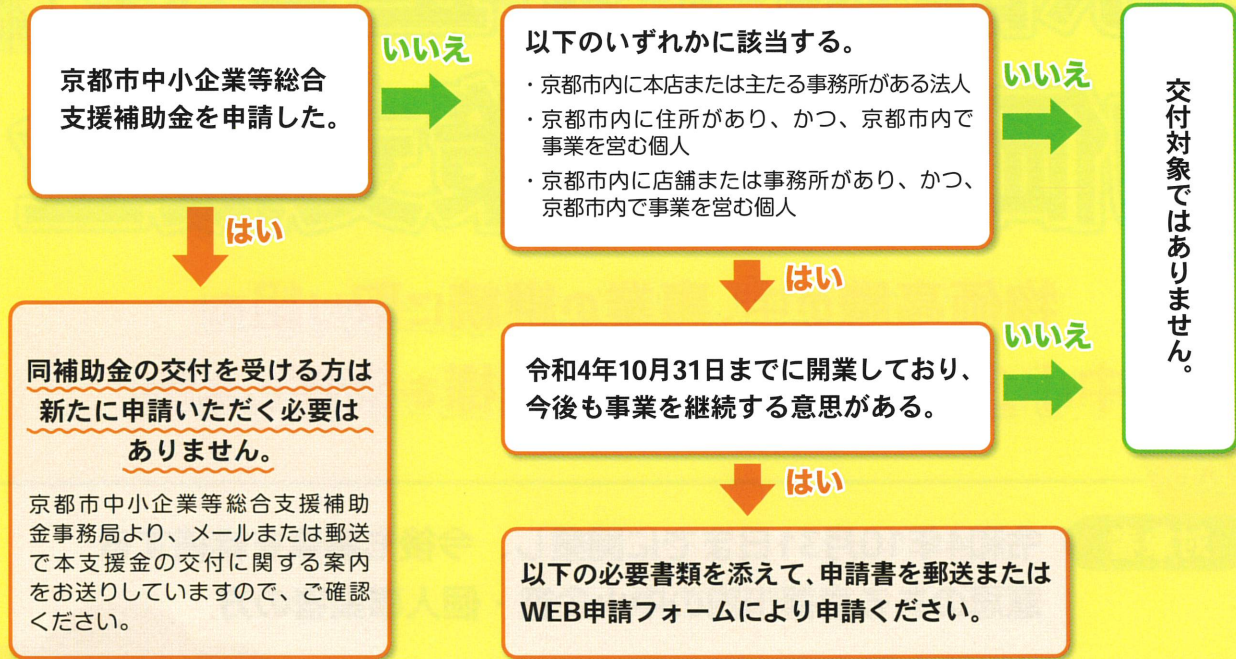 京都市中小企業等総合
支援補助金を申請した。
いいえ
以下のいずれかに該当する。
・京都市内に本店または主たる事務所がある法人
・京都市内に住所があり、かつ、京都市内で
事業を営む個人
・京都市内に店舗または事務所があり、かつ、
京都市内で事業を営む個人
いいえ
交付対象ではありません。
はい
はい
同補助金の交付を受ける方は
新たに申請いただく必要は
ありません。
京都市中小企業等総合支援補助
金事務局より、メールまたは郵送
で本支援金の交付に関する案内
をお送りしていますので、ご確認
ください。
令和4年10月31日までに開業しており、
今後も事業を継続する意思がある。
いいえ
はい
以下の必要書類を添えて、申請書を郵送または
WEB申請フォームにより申請ください。